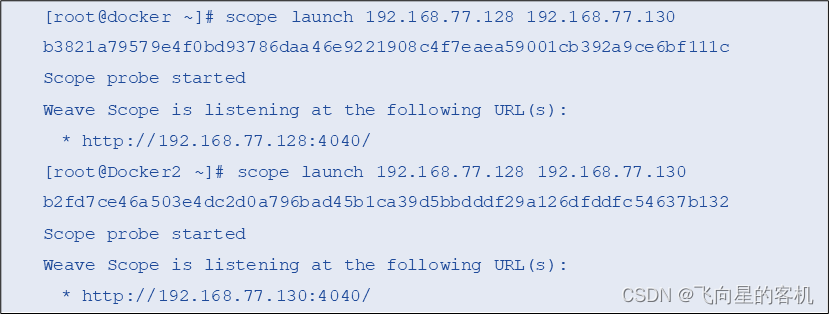 [root@docker ~]# scope launch 192.168.77.128 192.168.77.130
b3821a79579e4f0bd93786daa46e9221908c4f7eaea59001cb392a9ce6bf111c
Scope probe started
Weave Scope is listening at the following URL(s):
* http://192.168.77.128:4040/
[root@Docker2 ~]# scope launch 192.168.77.128 192.168.77.130
b2fd7ce46a503e4dc2d0a796bad45b1ca39d5bbdddf29a126dfddfc54637b132
Scope probe started
Weave Scope is listening at the following URL(s):
* http://192.168.77.130:4040/
CSDN @飞向星的客机